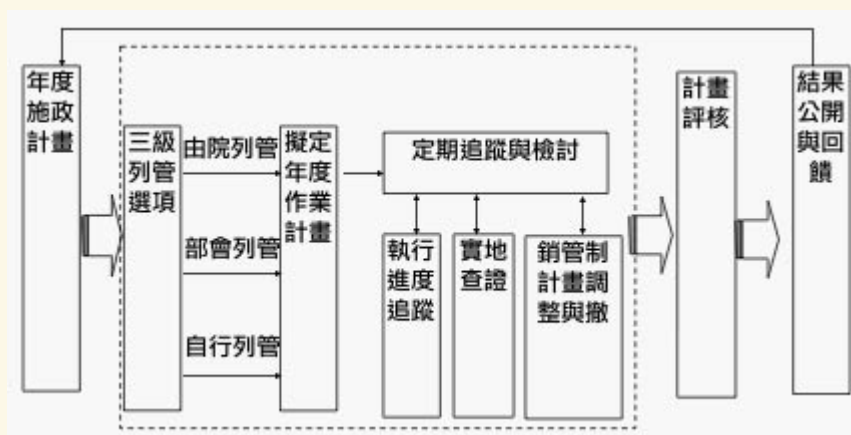 年度
施政
計畫
三級
列管
選項
由院列管
部會列管
自行列管
擬定
年度
作業
計畫
定期追蹤與檢討
執行
進度
追蹤
實地
查證
銷管制
計畫調
整與撤
計畫
評核
結果
公開
與回
饋